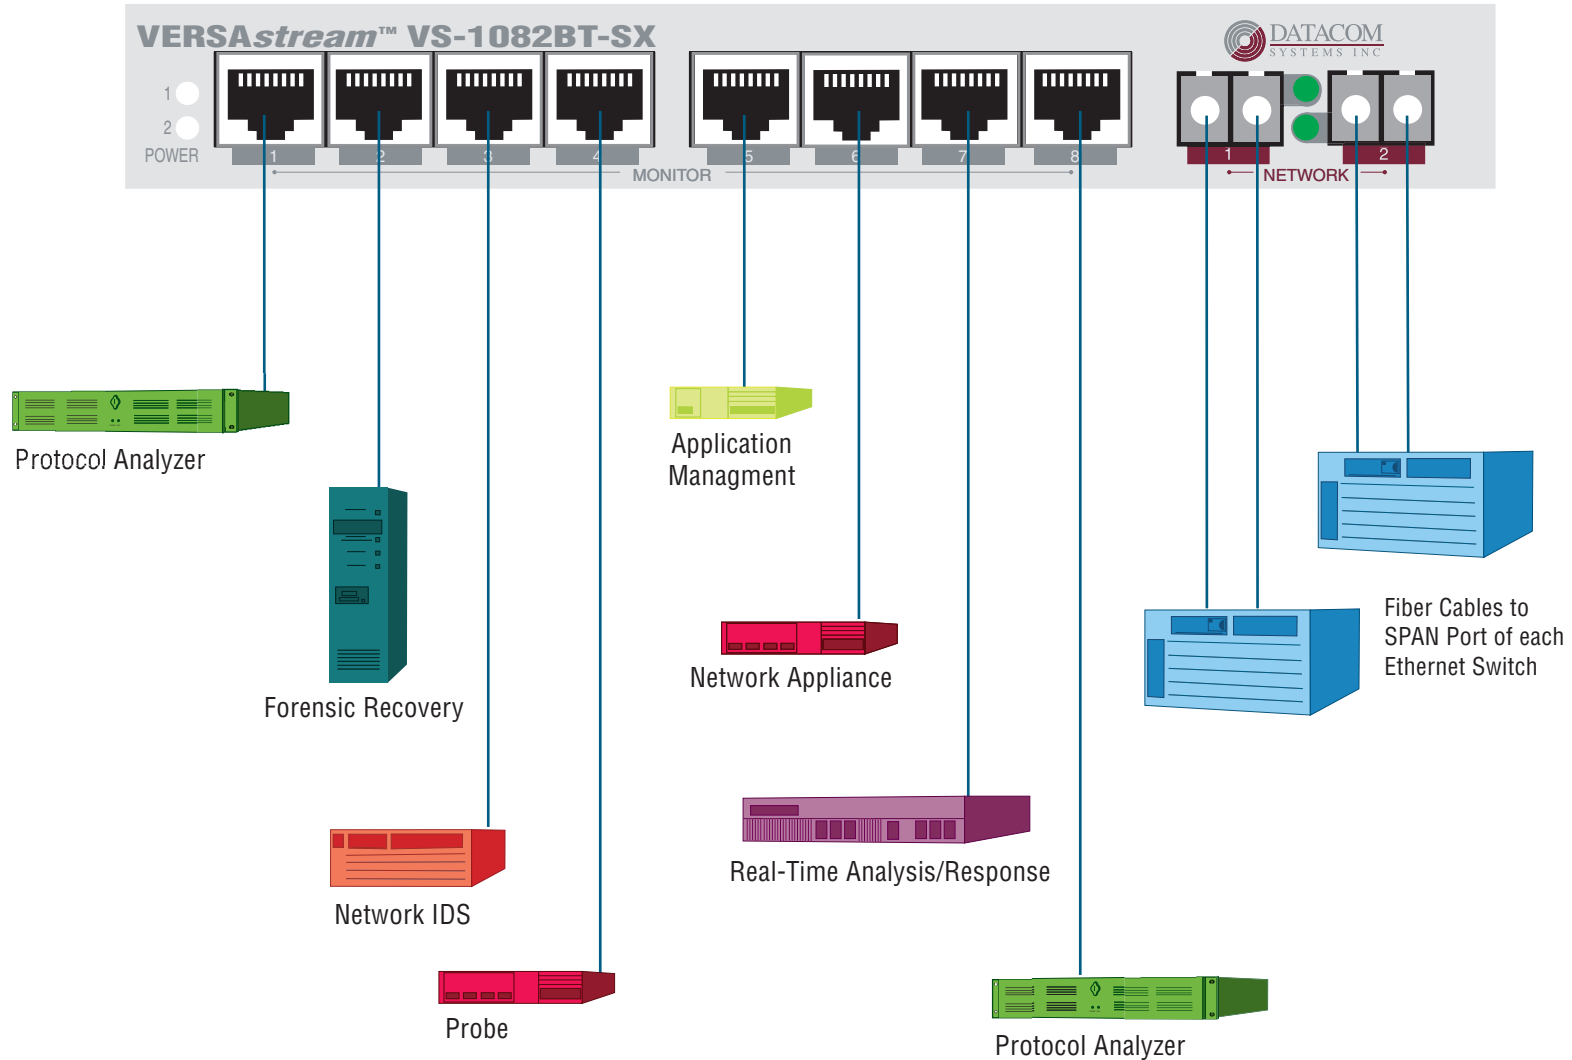 VERSAstream™ VS-1082BT-SX
DATACOM
SYSTEMS INC
1
2
POWER
1 2 3 4 5 6 7 8
MONITOR
1 2
NETWORK
Protocol Analyzer
Application
Managment
Forensic Recovery
Network Appliance
Fiber Cables to
SPAN Port of each
Ethernet Switch
Real-Time Analysis/Response
Network IDS
Probe
Protocol Analyzer